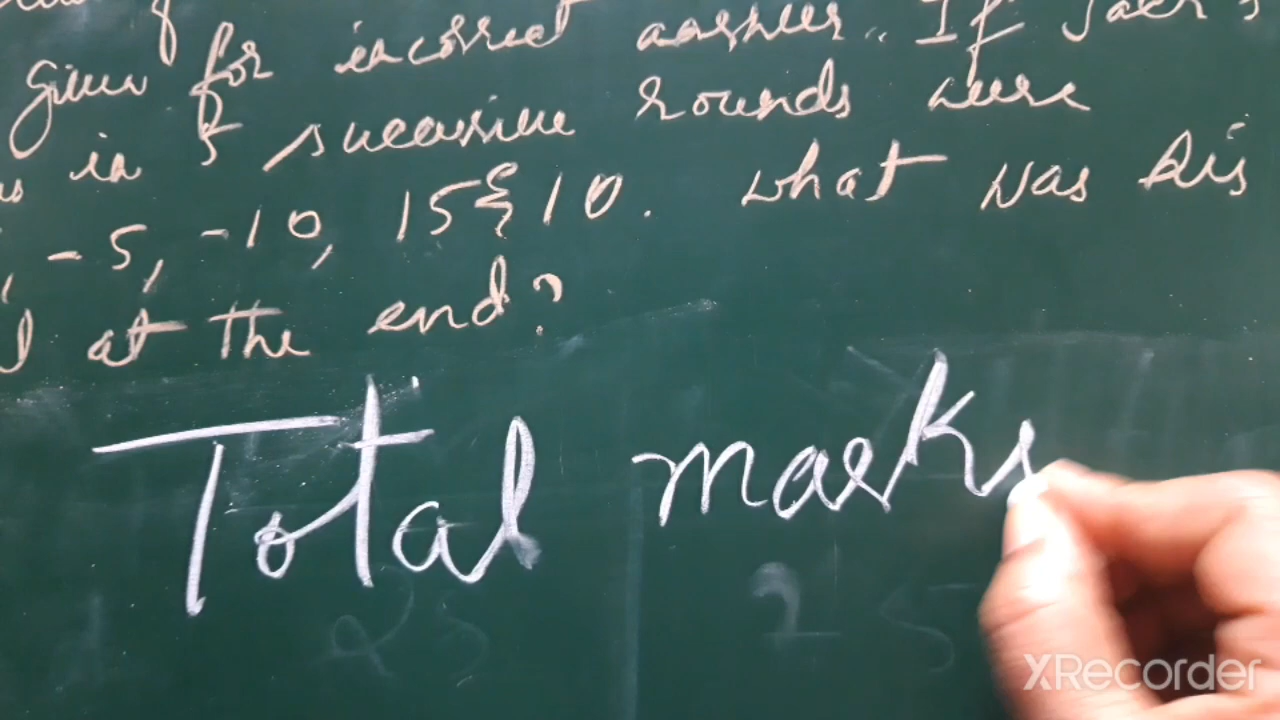 given for incorrect answer.. If Jack's
in 5 successive rounds were
, -5, -10, 15 & 10. what was his
at the end?
Total marks
XRecorder